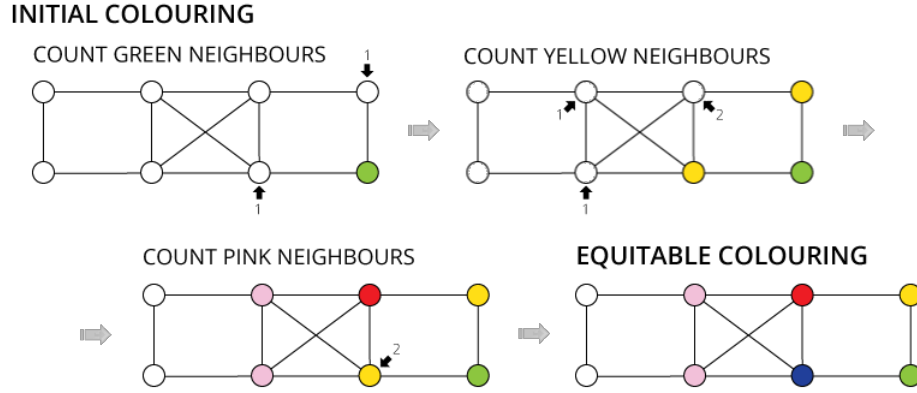 INITIAL COLOURING
COUNT GREEN NEIGHBOURS
1
1
COUNT YELLOW NEIGHBOURS
1
2
1
COUNT PINK NEIGHBOURS
2
EQUITABLE COLOURING